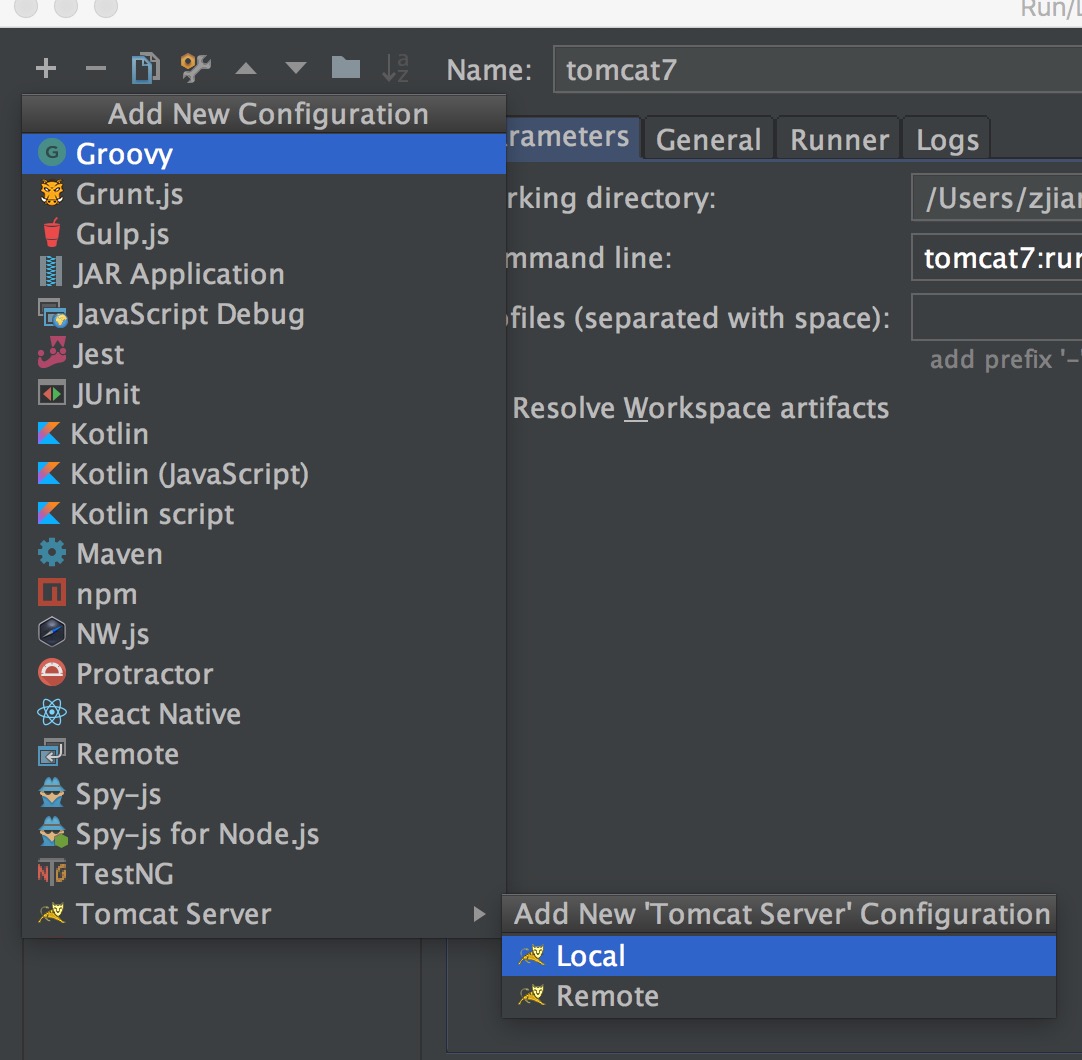 Run/
Name: tomcat7
Add New Configuration
rameters General Runner Logs
Groovy
Grunt.js
rking directory: /Users/zjian
Gulp.js
mmand line: tomcat7:run
JAR Application
JavaScript Debug
ofiles (separated with space):
Jest
add prefix '-'
JUnit
Resolve Workspace artifacts
Kotlin
Kotlin (JavaScript)
Kotlin script
Maven
npm
NW.js
Protractor
React Native
Remote
Spy-js
Spy-js for Node.js
TestNG
Tomcat Server
Add New 'Tomcat Server' Configuration
Local
Remote